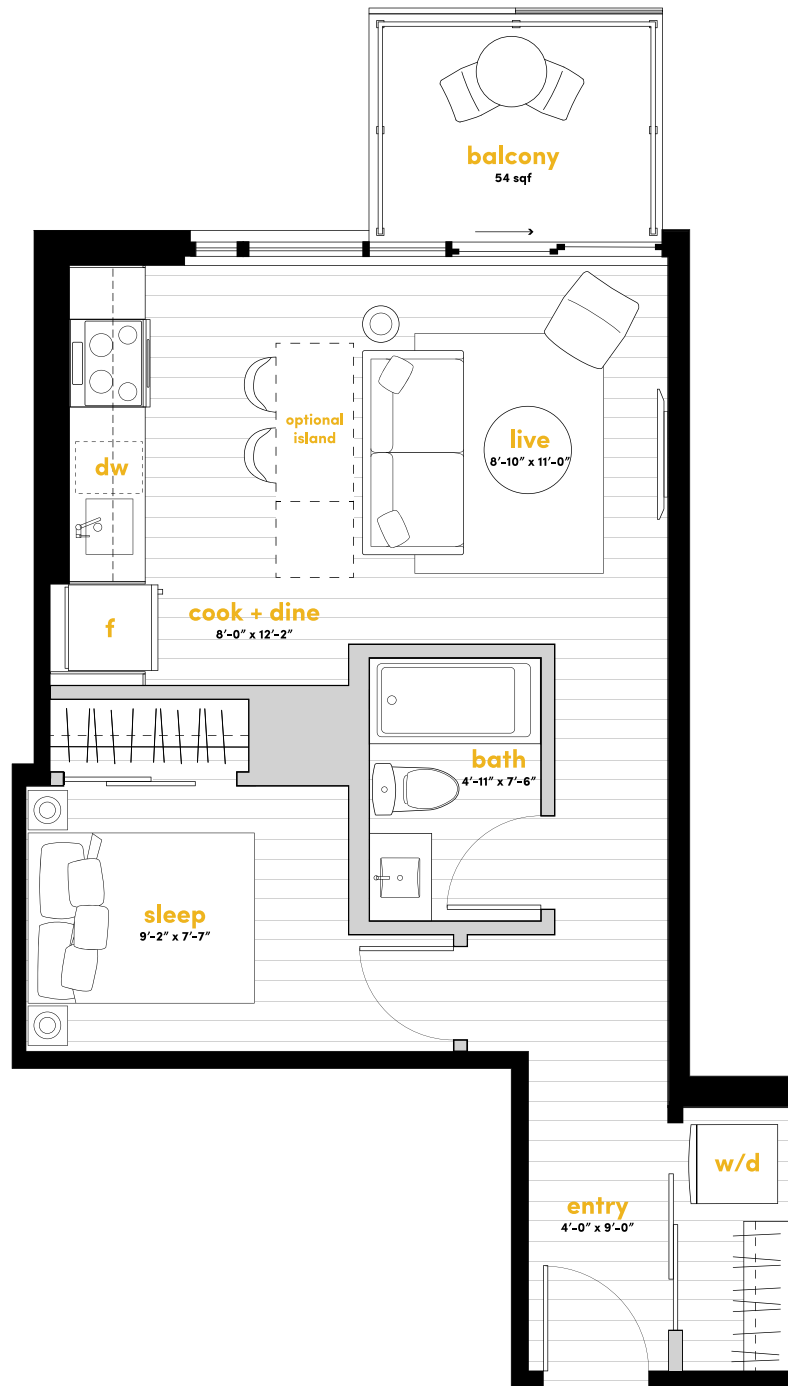 balcony
54 sqf
optional
island
live
8'-10" x 11'-0"
dw
f
cook + dine
8'-0" x 12'-2"
bath
4'-11" x 7'-6"
sleep
9'-2" x 7'-7"
w/d
entry
4'-0" x 9'-0"